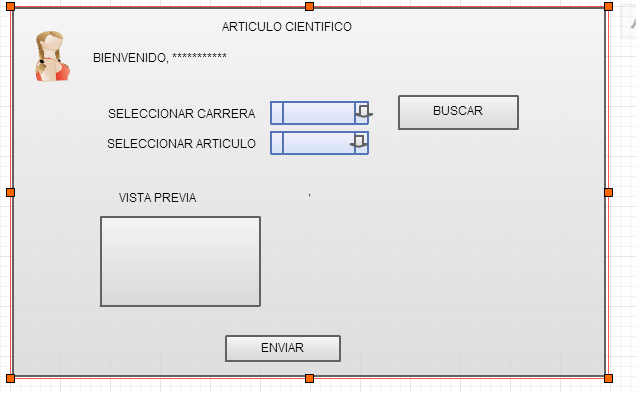 ARTICULO CIENTIFICO
BIENVENIDO, ***********
SELECCIONAR CARRERA
BUSCAR
SELECCIONAR ARTICULO
VISTA PREVIA
,
ENVIAR